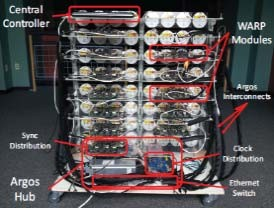 Central
Controller
WARP
Modules
Argos
Interconnects
Sync
Distribution
Clock
Distribution
Argos
Hub
Ethernet
Switch